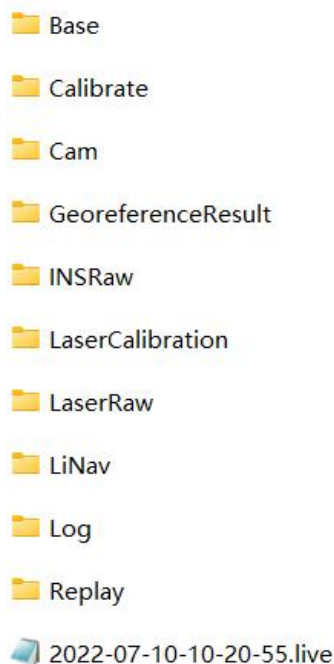 Base
Calibrate
Cam
GeoreferenceResult
INSRaw
LaserCalibration
LaserRaw
LiNav
Log
Replay
2022-07-10-10-20-55.live